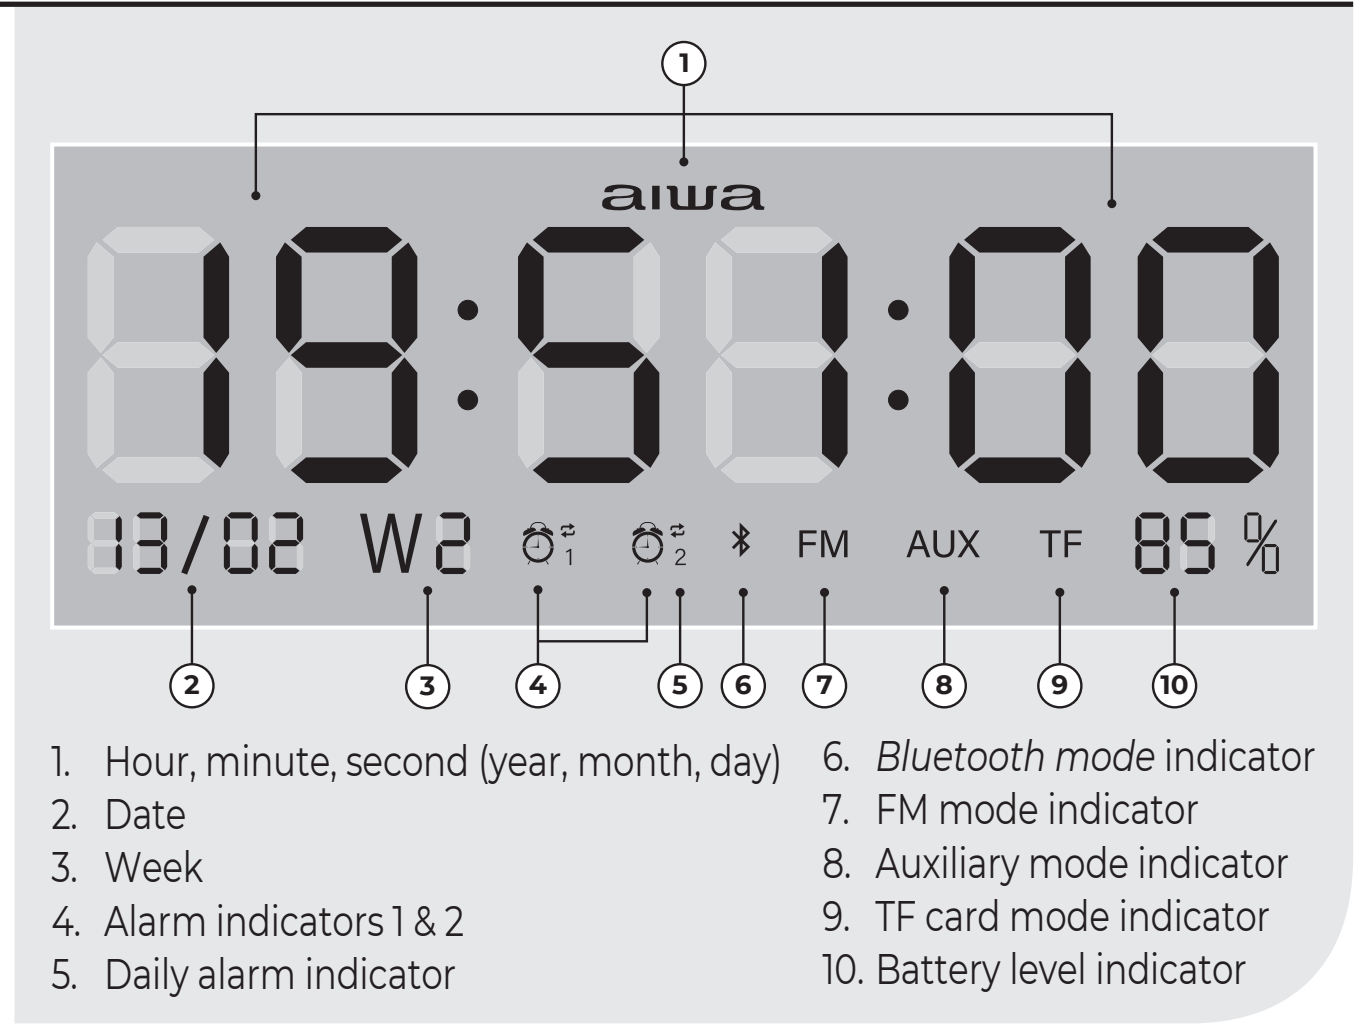 1
aiwa
19:51:00
13/02 W2 1 2 FM AUX TF 85 %
2 3 4 5 6 7 8 9 10
1. Hour, minute, second (year, month, day)
2. Date
3. Week
4. Alarm indicators 1 & 2
5. Daily alarm indicator
6. Bluetooth mode indicator
7. FM mode indicator
8. Auxiliary mode indicator
9. TF card mode indicator
10. Battery level indicator